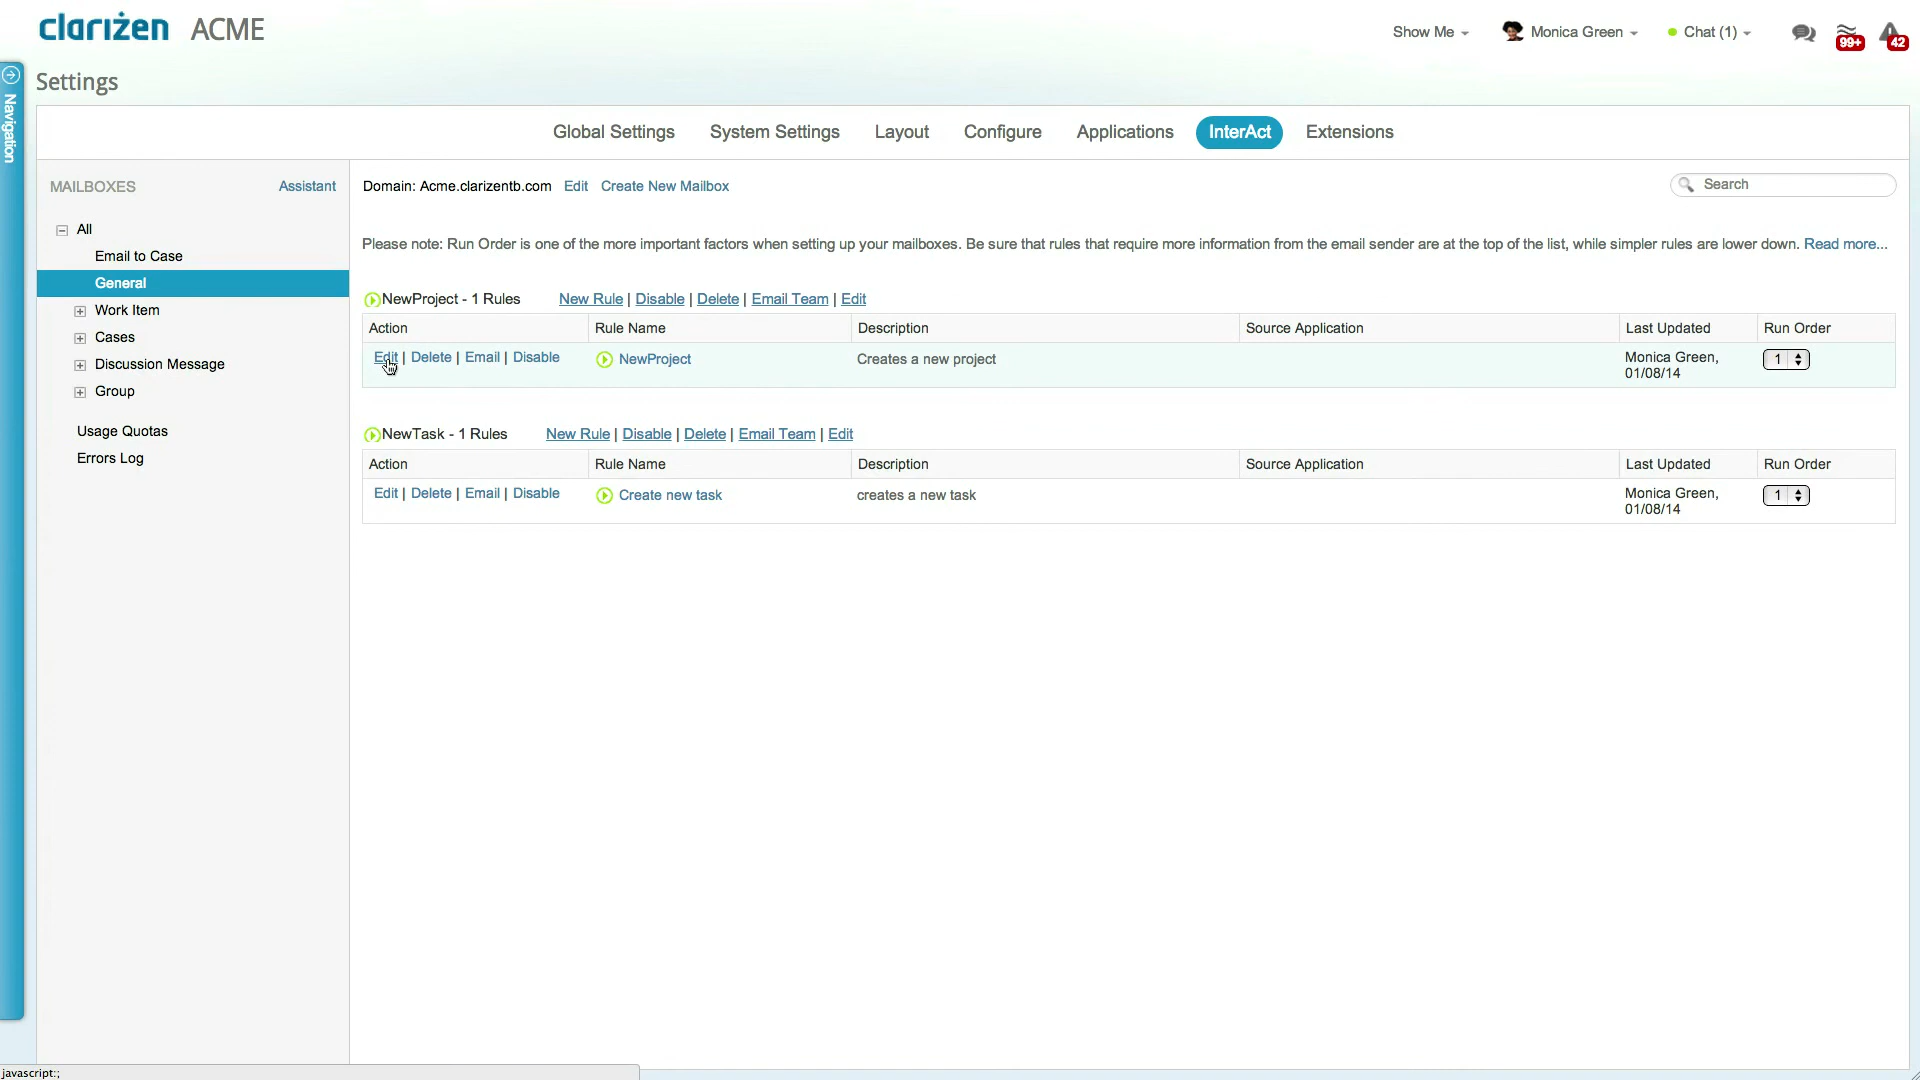 clarizen ACME Show Me Monica Green Chat (1) 99+ 42
Navigation
Settings
Global Settings System Settings Layout Configure Applications InterAct Extensions
MAILBOXES Assistant
Domain: Acme.clarizentb.com Edit Create New Mailbox Search
All
Email to Case
General
Work Item
Cases
Discussion Message
Group
Usage Quotas
Errors Log
Please note: Run Order is one of the more important factors when setting up your mailboxes. Be sure that rules that require more information from the email sender are at the top of the list, while simpler rules are lower down. Read more...
NewProject - 1 Rules New Rule | Disable | Delete | Email Team | Edit
Action Rule Name Description Source Application Last Updated Run Order
Edit | Delete | Email | Disable NewProject Creates a new project Monica Green, 1
01/08/14
NewTask - 1 Rules New Rule | Disable | Delete | Email Team | Edit
Action Rule Name Description Source Application Last Updated Run Order
Edit | Delete | Email | Disable Create new task creates a new task Monica Green, 1
01/08/14
javascript:;